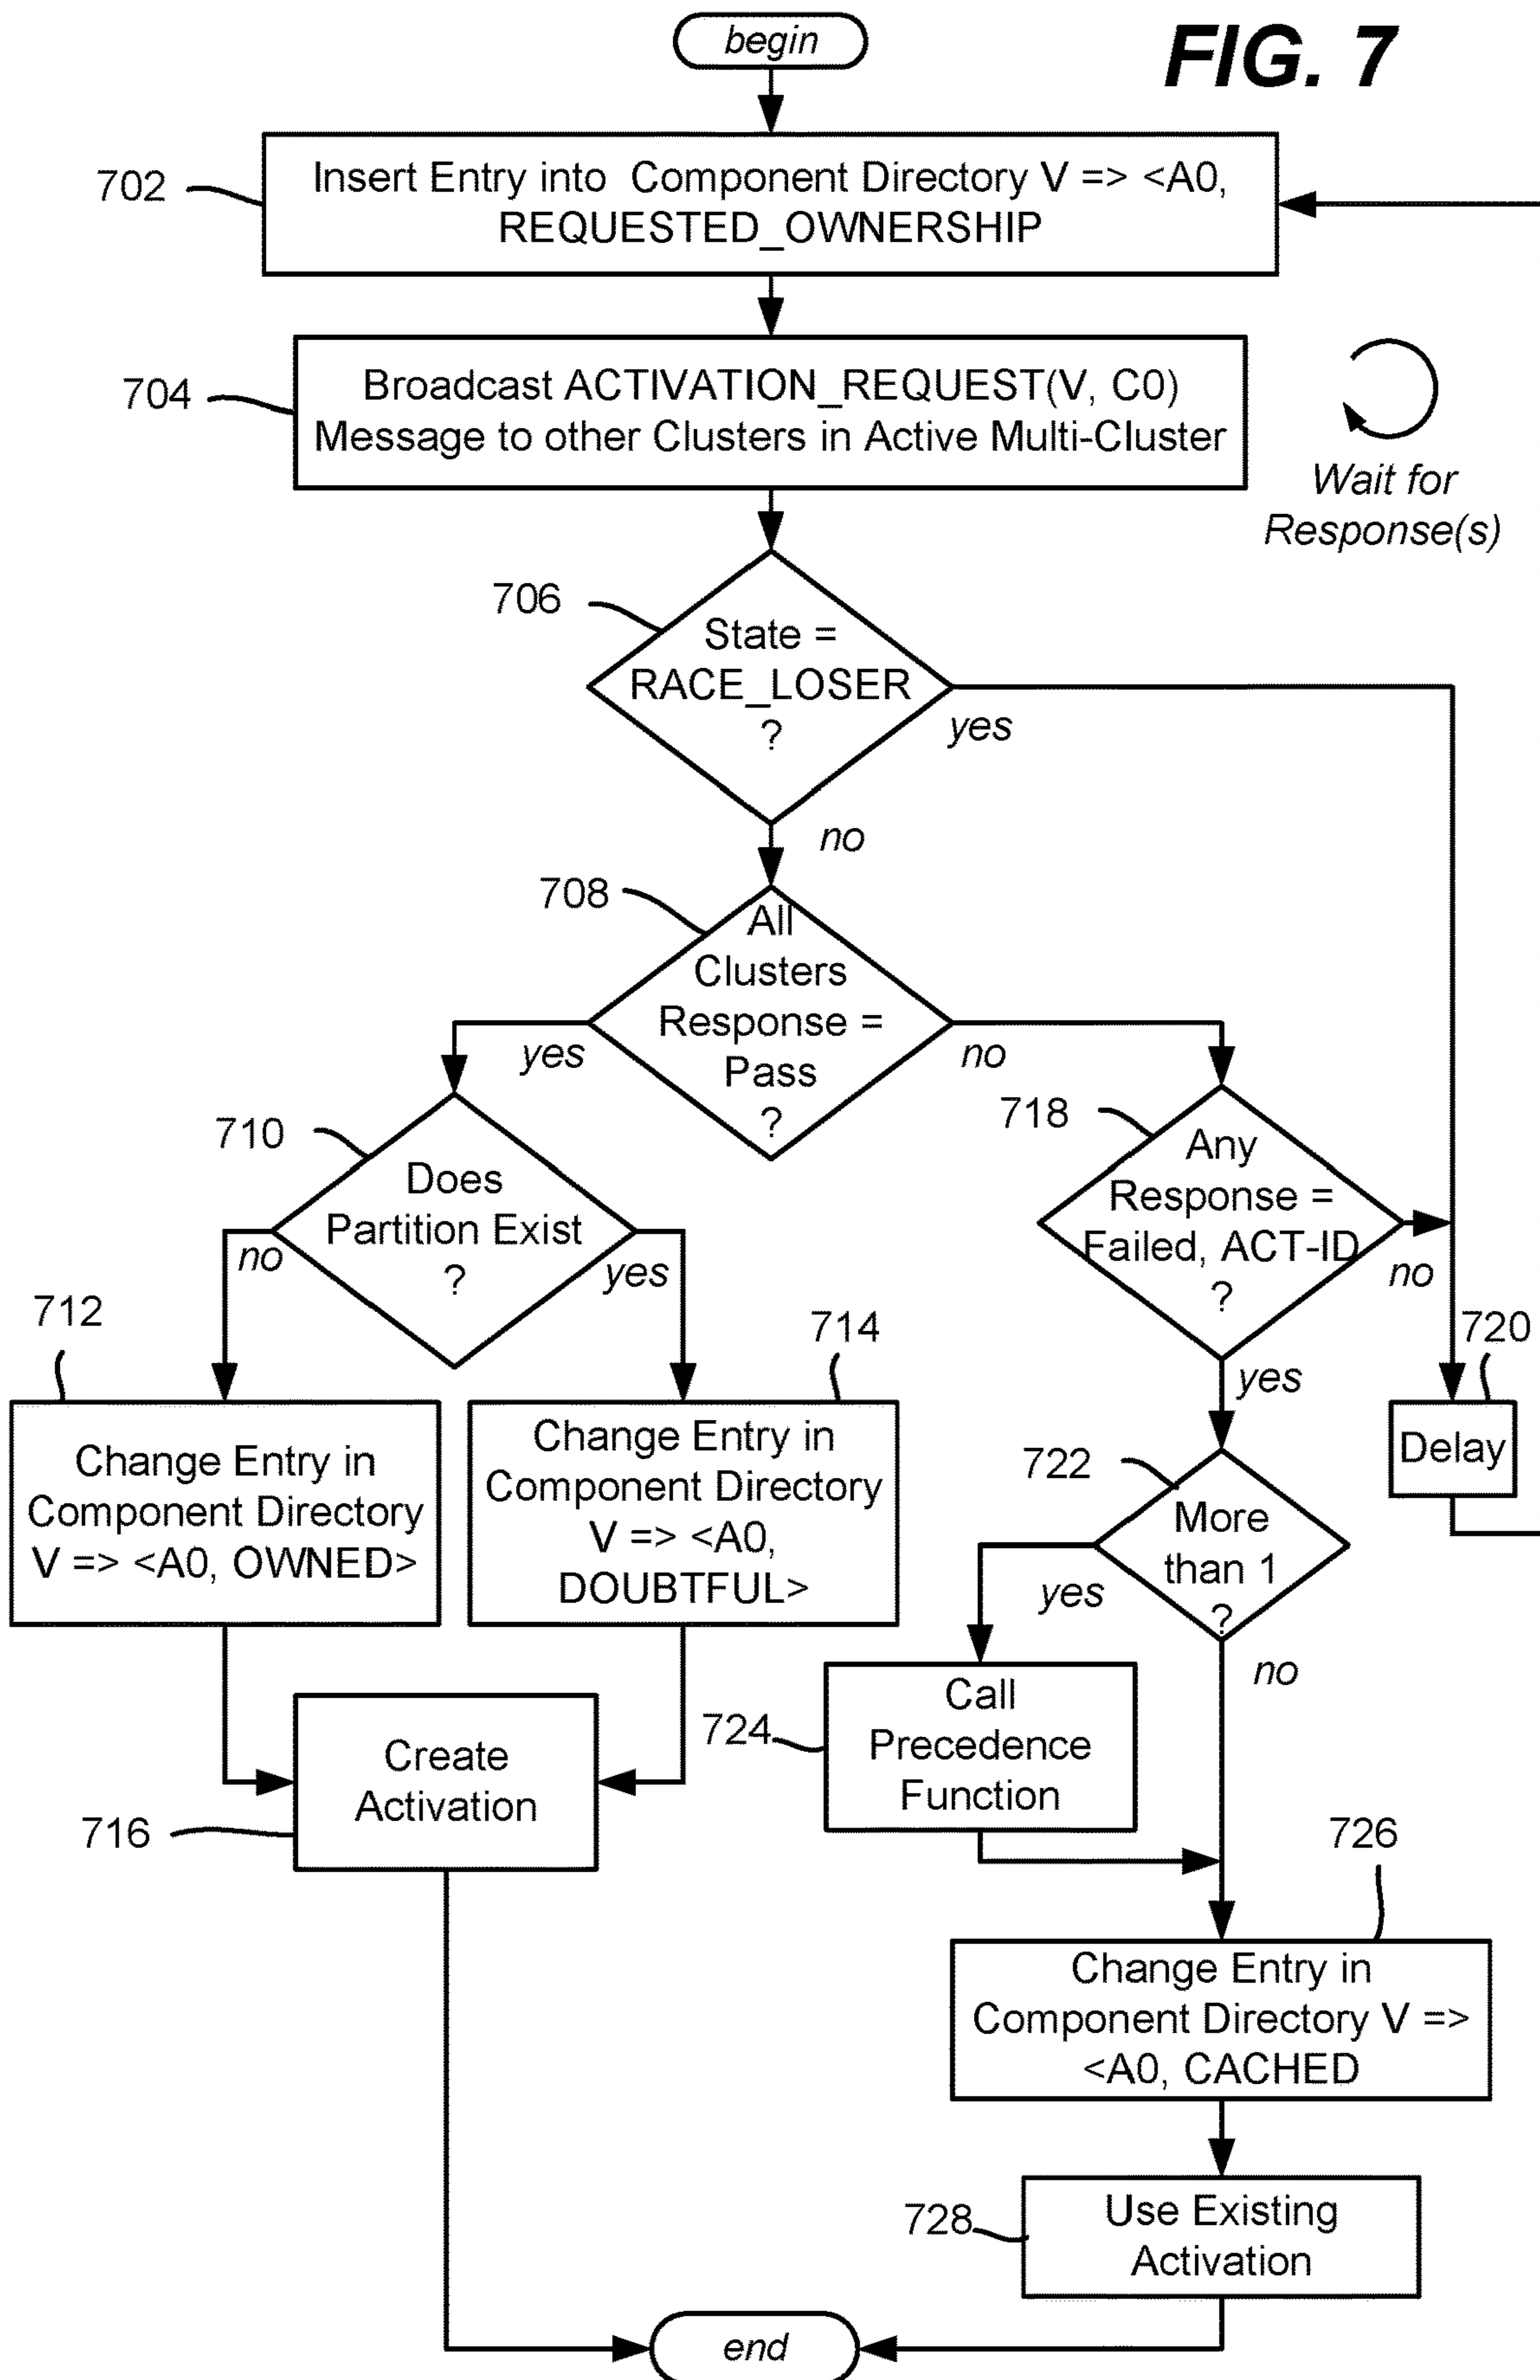 begin
FIG. 7
702
Insert Entry into Component Directory V => <A0,
REQUESTED_OWNERSHIP
704
Broadcast ACTIVATION_REQUEST(V, C0)
Message to other Clusters in Active Multi-Cluster
Wait for
Response(s)
706
State =
RACE_LOSER
?
yes
no
708
All
Clusters
Response =
Pass
?
yes
no
710
Does
Partition Exist
?
no
yes
718
Any
Response =
Failed, ACT-ID
?
no
yes
712
Change Entry in
Component Directory
V => <A0, OWNED>
714
Change Entry in
Component Directory
V => <A0,
DOUBTFUL>
720
Delay
722
More
than 1
?
yes
no
716
Create
Activation
724
Call
Precedence
Function
726
Change Entry in
Component Directory V =>
<A0, CACHED
728
Use Existing
Activation
end